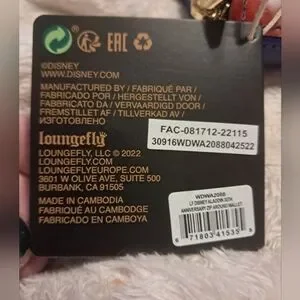 EAC
©DISNEY
WWW.DISNEY.COM
MANUFACTURED BY / FABRIQUÉ PAR /
FABRICADO POR / HERGESTELLT VON /
FABBRICATO DA / VERVAARDIGD DOOR /
FREMSTILLET AF / TILLVERKAD AV /
ИЗГОТОВЛЕНО
Loungefly
LOUNGEFLY, LLC © 2022
LOUNGEFLY.COM
LOUNGEFLYEUROPE.COM
3601 W OLIVE AVE, SUITE 500
BURBANK, CA 91505
MADE IN CAMBODIA
FABRIQUÉ AU CAMBODGE
FABRICADO EN CAMBOYA
FAC-081712-22115
30916WDWA2088042522
WDWA2088
LF DISNEY ALADDIN 30TH
ANNIVERSARY ZIP AROUND WALLET
6 71803 41535